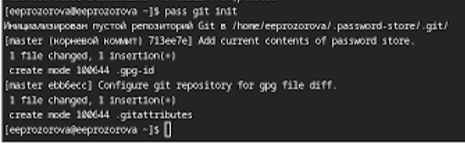 [eeprozorova@eeprozorova ~]$ pass git init
Инициализирован пустой репозиторий Git в /home/eeprozorova/.password-store/.git/
[master (корневой коммит) 713ee7e] Add current contents of password store.
1 file changed, 1 insertion(+)
create mode 100644 .gpg-id
[master ebb6ecc] Configure git repository for gpg file diff.
1 file changed, 1 insertion(+)
create mode 100644 .gitattributes
[eeprozorova@eeprozorova ~]$